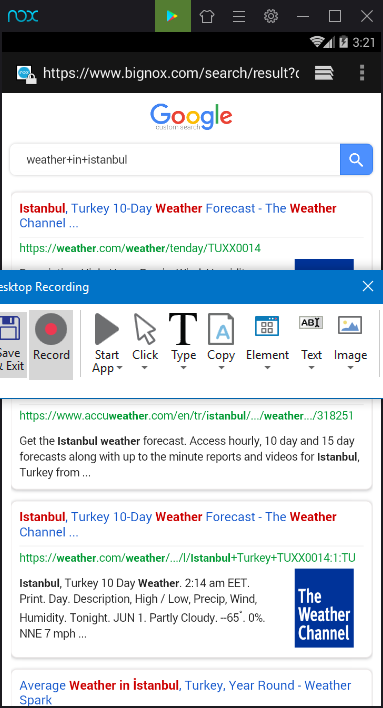 nox
3:21
https://www.bignox.com/search/result?
Google
custom search
weather+in+istanbul
Istanbul, Turkey 10-Day Weather Forecast - The Weather
Channel ...
https://weather.com/weather/tenday/TUXX0014
esktop Recording
Save
& Exit
Record
Start
App
Click
Type
Copy
Element
AB
Text
Image
https://www.accuweather.com/en/tr/istanbul/.../weather.../318251
Get the Istanbul weather forecast. Access hourly, 10 day and 15 day
forecasts along with up to the minute reports and videos for Istanbul,
Turkey from ...
Istanbul, Turkey 10-Day Weather Forecast - The Weather
Channel ...
https://weather.com/weather/.../l/Istanbul+Turkey+TUXX0014:1:TU
Istanbul, Turkey 10 Day Weather. 2:14 am EET.
Print. Day. Description, High / Low, Precip, Wind,
Humidity. Tonight. JUN 1. Partly Cloudy. --65°. 0%.
NNE 7 mph ...
The
Weather
Channel
Average Weather in İstanbul, Turkey, Year Round - Weather
Spark